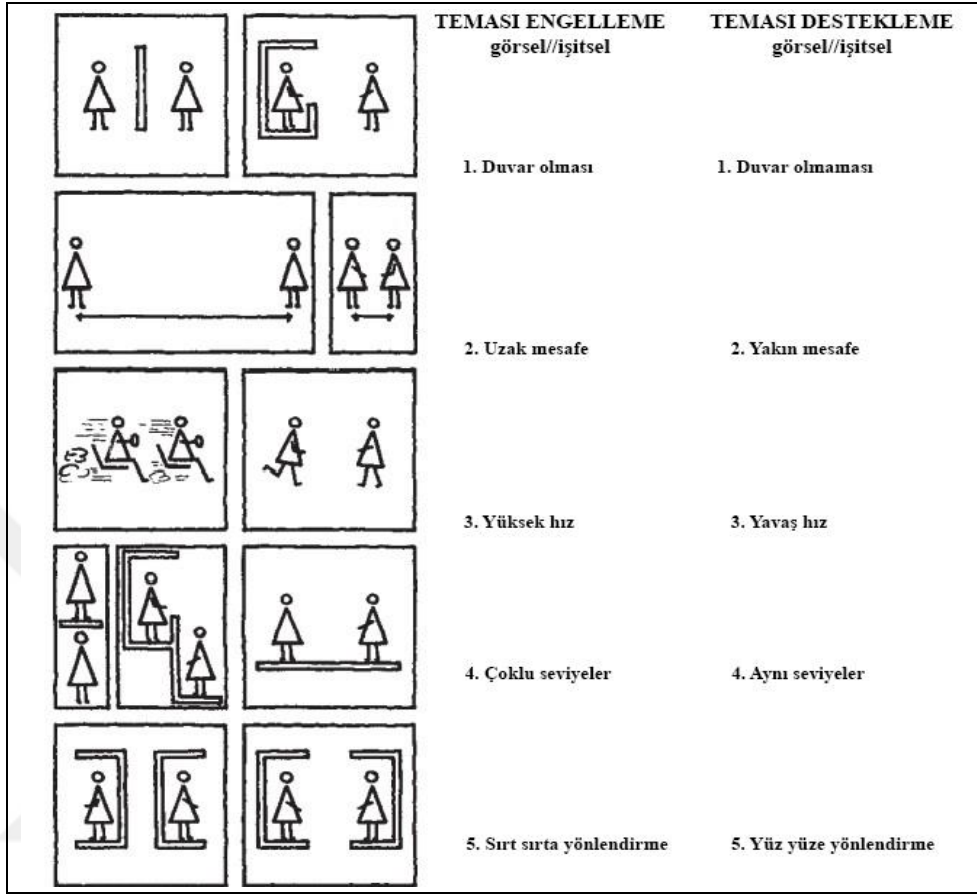 TEMASI ENGELLEME
görsel//işitsel
TEMASI DESTEKLEME
görsel//işitsel
1. Duvar olması
1. Duvar olmaması
2. Uzak mesafe
2. Yakın mesafe
3. Yüksek hız
3. Yavaş hız
4. Çoklu seviyeler
4. Aynı seviyeler
5. Sırt sırta yönlendirme
5. Yüz yüze yönlendirme